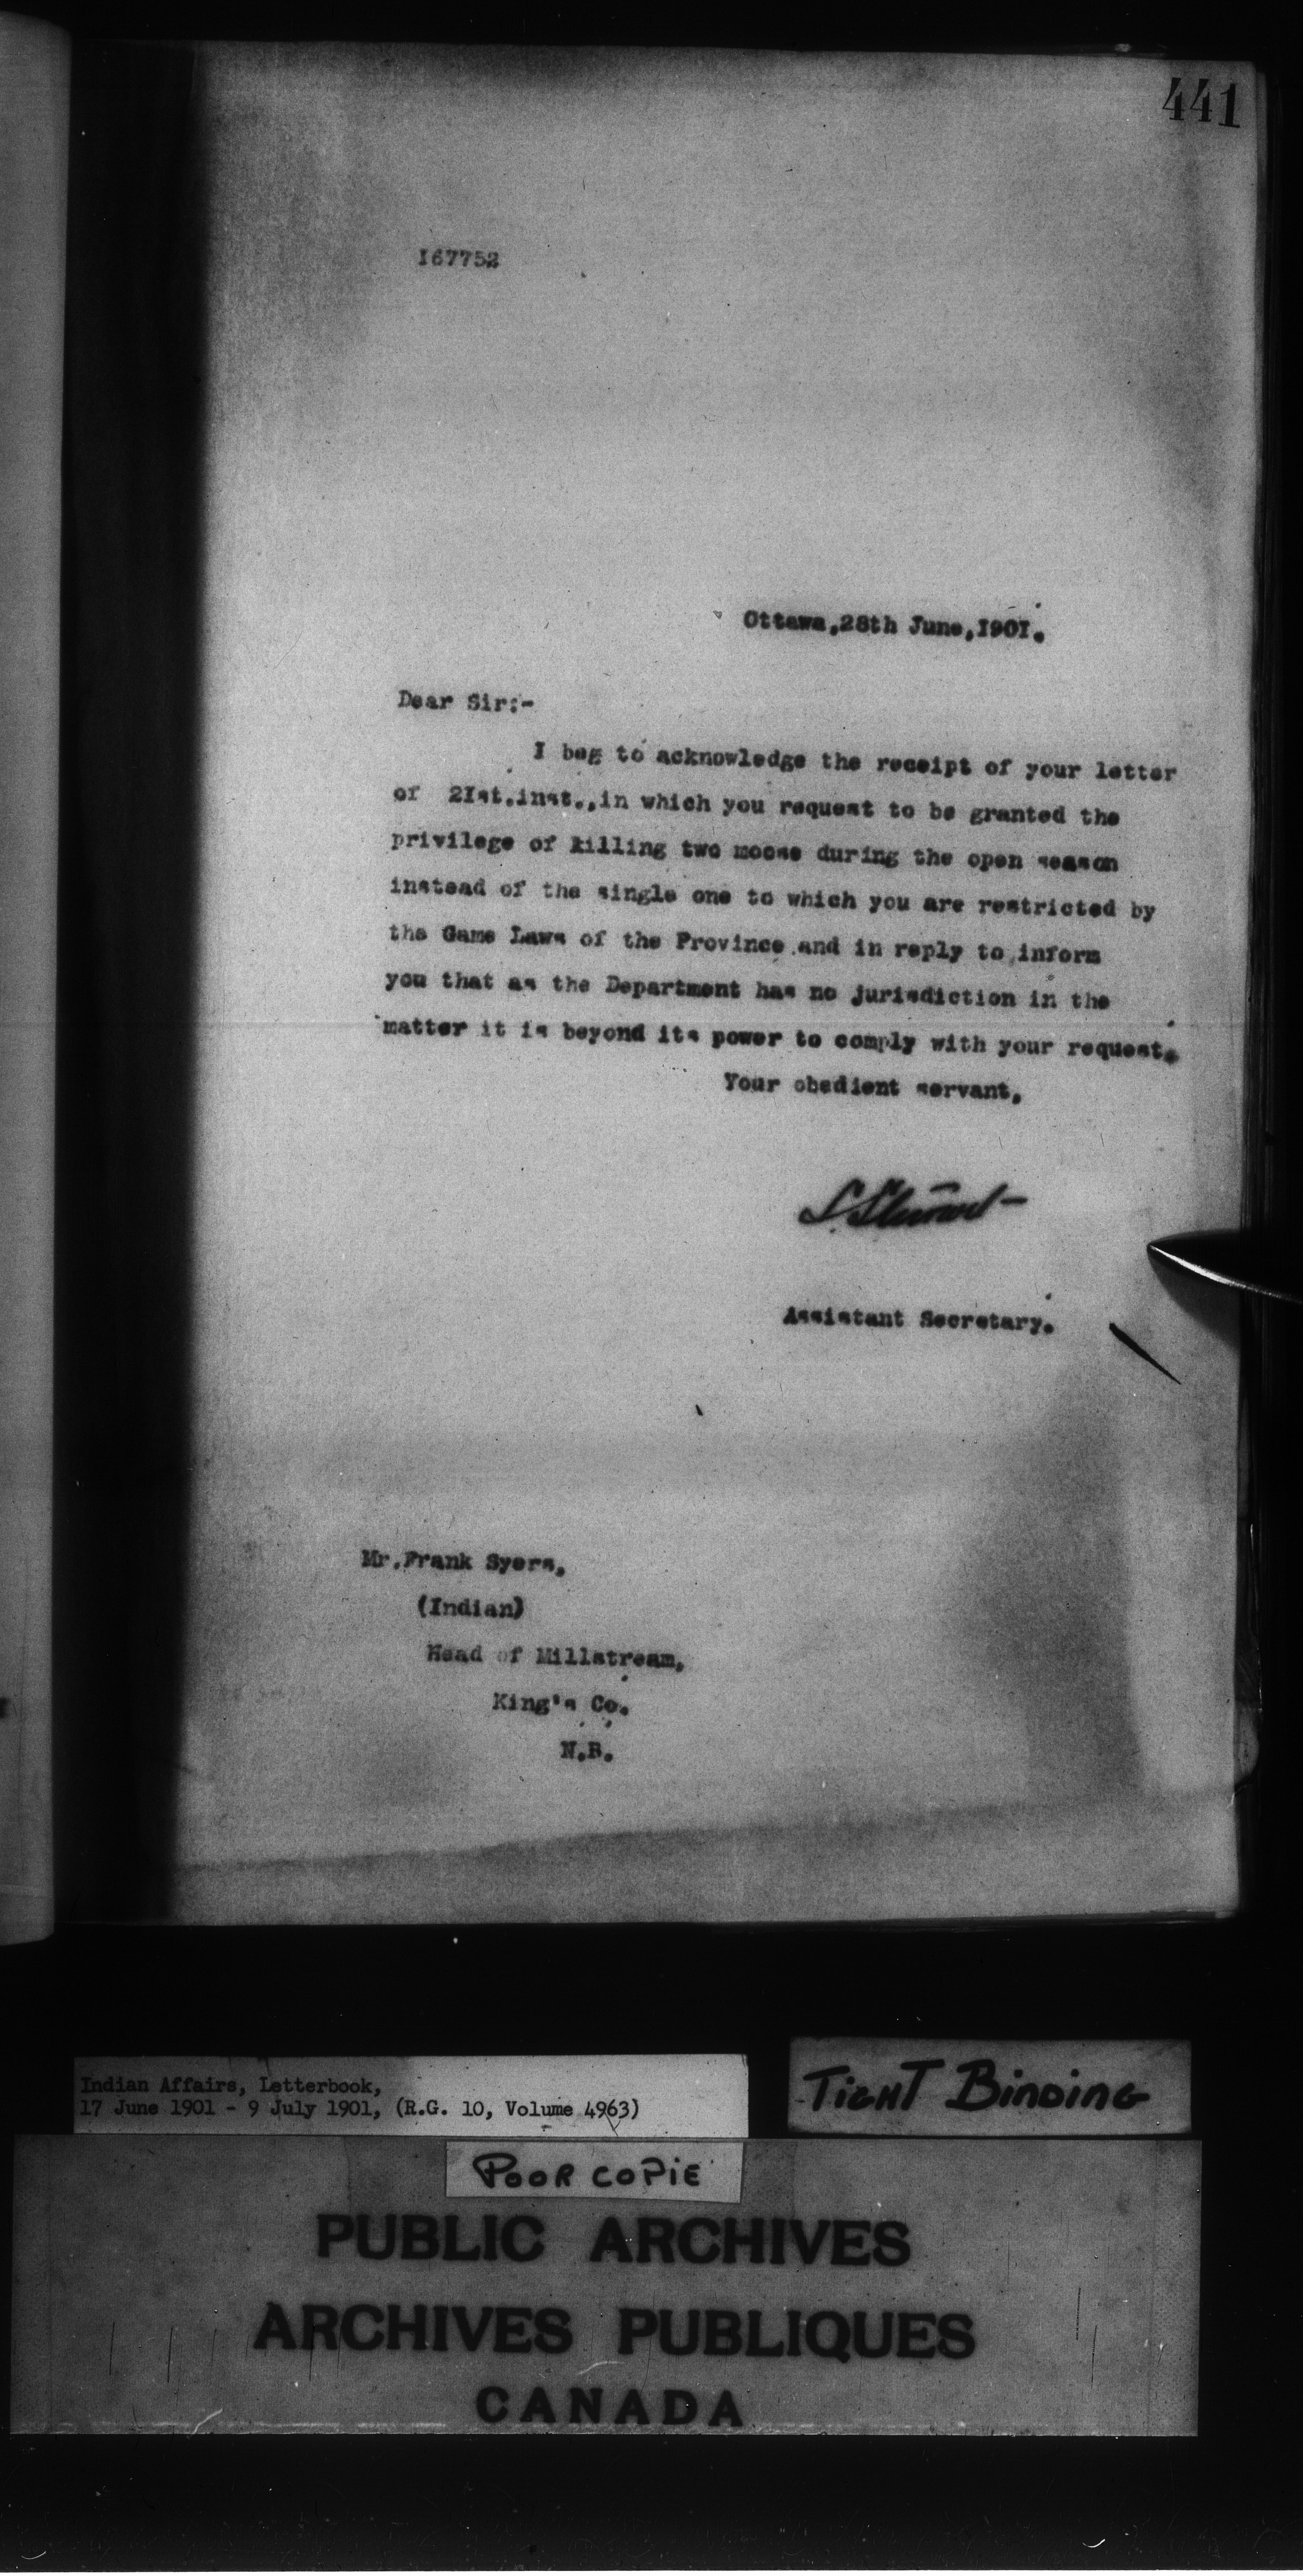 441
167752
Ottawa,28th June,1901.
Dear Sir:-
I beg to acknowledge the receipt of your letter
of 21st.inst.,in which you request to be granted the
privilege of killing two moose during the open season
instead of the single one to which you are restricted by
the Game Laws of the Province and in reply to inform
you that as the Department has no jurisdiction in the
matter it is beyond its power to comply with your request.
Your obedient servant,
S Stewart
Assistant Secretary.
Mr.Frank Syers,
(Indian)
Head of Millstream,
King's Co.
N.B.
Indian Affairs, Letterbook,
17 June 1901 - 9 July 1901, (R.G. 10, Volume 4963)
TIGHT BINDING
POOR COPIE
PUBLIC ARCHIVES
ARCHIVES PUBLIQUES
CANADA